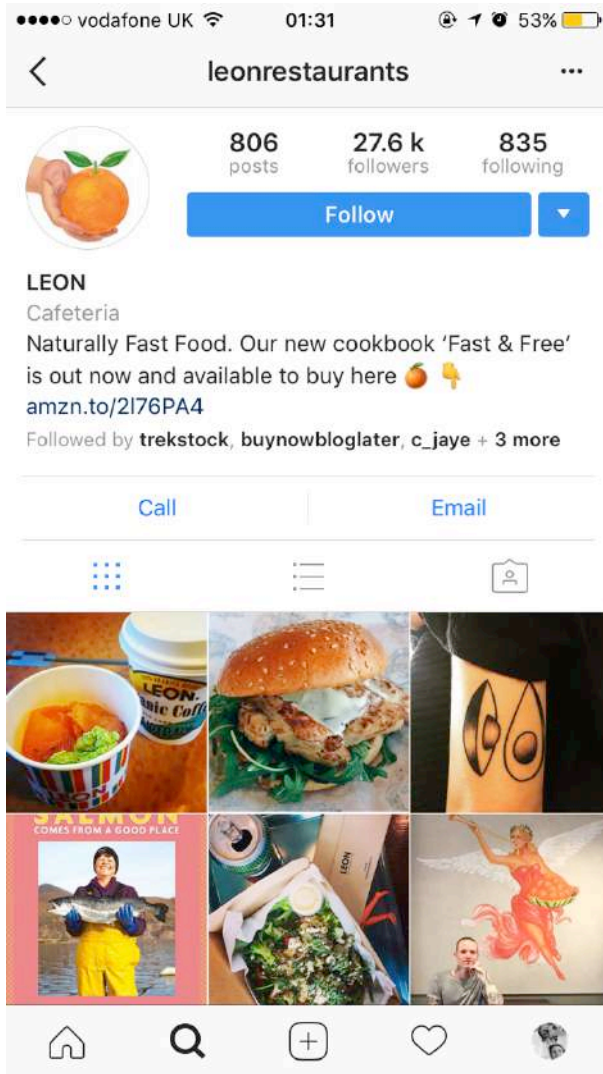 vodafone UK 01:31 53%
leonrestaurants
806 27.6 k 835
posts followers following
Follow
LEON
Cafeteria
Naturally Fast Food. Our new cookbook ‘Fast & Free’
is out now and available to buy here 🍊 👇
amzn.to/2l76PA4
Followed by trekstock, buynowbloglater, c_jaye + 3 more
Call Email
LEON.
LEON
SALMON
COMES FROM A GOOD PLACE
LEON